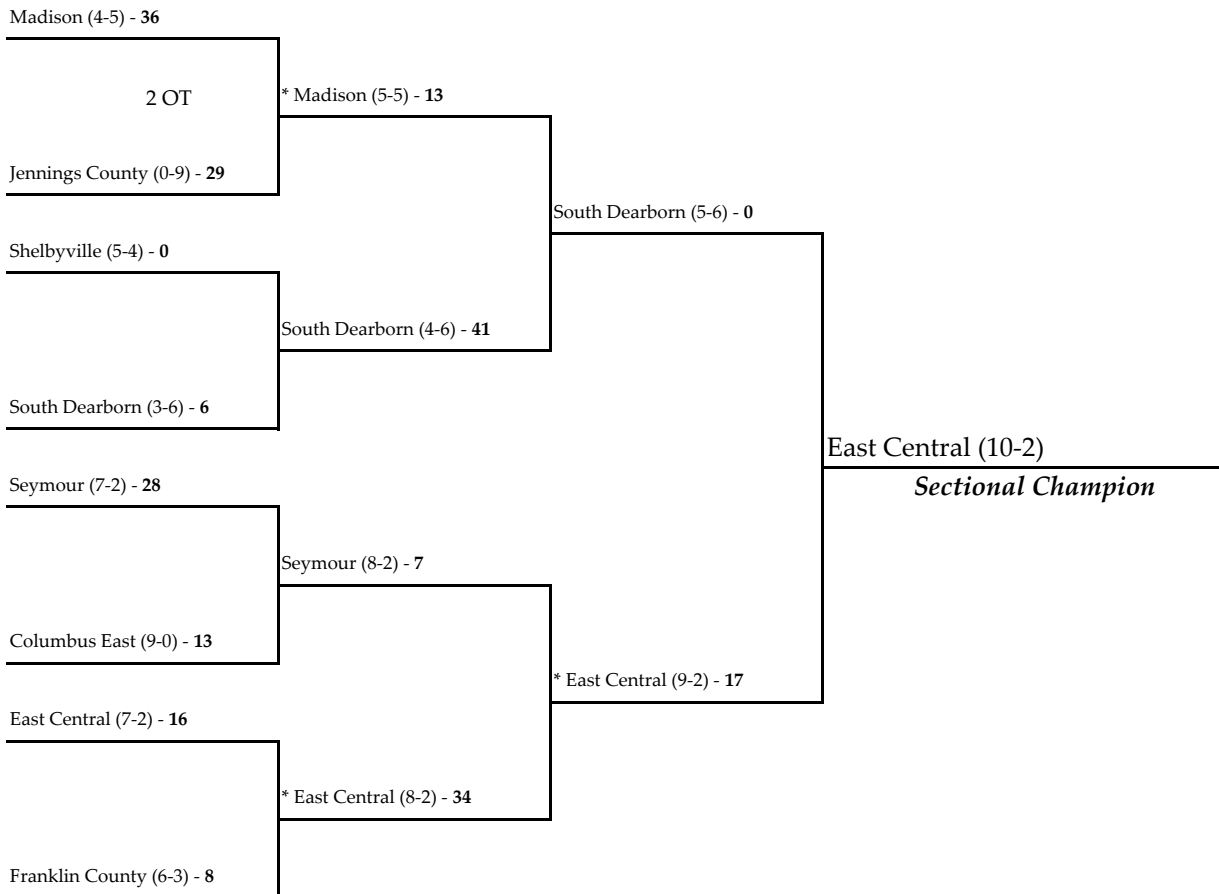 Madison (4-5) - 36
2 OT
* Madison (5-5) - 13
Jennings County (0-9) - 29
South Dearborn (5-6) - 0
Shelbyville (5-4) - 0
South Dearborn (4-6) - 41
South Dearborn (3-6) - 6
East Central (10-2)
Sectional Champion
Seymour (7-2) - 28
Seymour (8-2) - 7
Columbus East (9-0) - 13
* East Central (9-2) - 17
East Central (7-2) - 16
* East Central (8-2) - 34
Franklin County (6-3) - 8